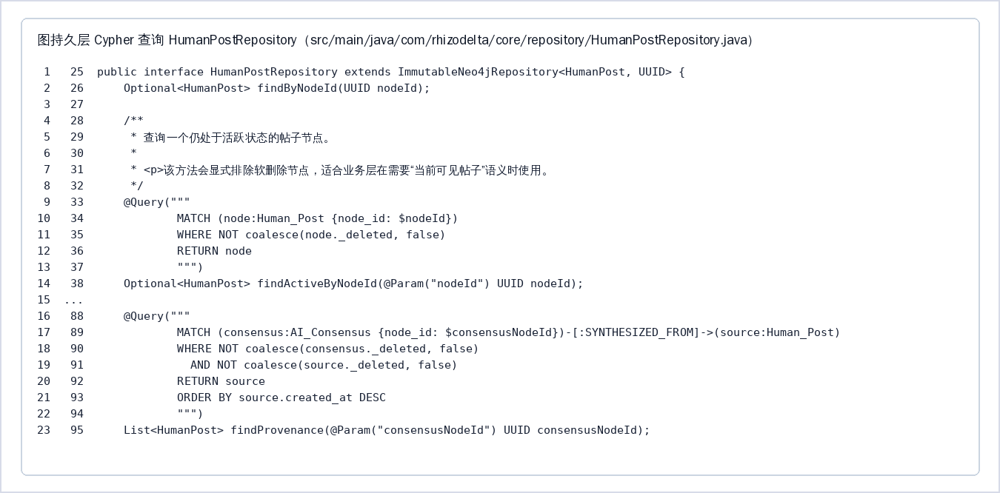 图持久层 Cypher 查询 HumanPostRepository（src/main/java/com/rhizodelta/core/repository/HumanPostRepository.java）
1 25 public interface HumanPostRepository extends ImmutableNeo4jRepository<HumanPost, UUID> {
2 26 Optional<HumanPost> findByNodeId(UUID nodeId);
3 27
4 28 /**
5 29 * 查询一个仍处于活跃状态的帖子节点。
6 30 *
7 31 * <p>该方法会显式排除软删除节点，适合业务层在需要“当前可见帖子”语义时使用。
8 32 */
9 33 @Query("""
10 34 MATCH (node:Human_Post {node_id: $nodeId})
11 35 WHERE NOT coalesce(node._deleted, false)
12 36 RETURN node
13 37 """)
14 38 Optional<HumanPost> findActiveByNodeId(@Param("nodeId") UUID nodeId);
15 ...
16 88 @Query("""
17 89 MATCH (consensus:AI_Consensus {node_id: $consensusNodeId})-[:SYNTHESIZED_FROM]->(source:Human_Post)
18 90 WHERE NOT coalesce(consensus._deleted, false)
19 91 AND NOT coalesce(source._deleted, false)
20 92 RETURN source
21 93 ORDER BY source.created_at DESC
22 94 """)
23 95 List<HumanPost> findProvenance(@Param("consensusNodeId") UUID consensusNodeId);